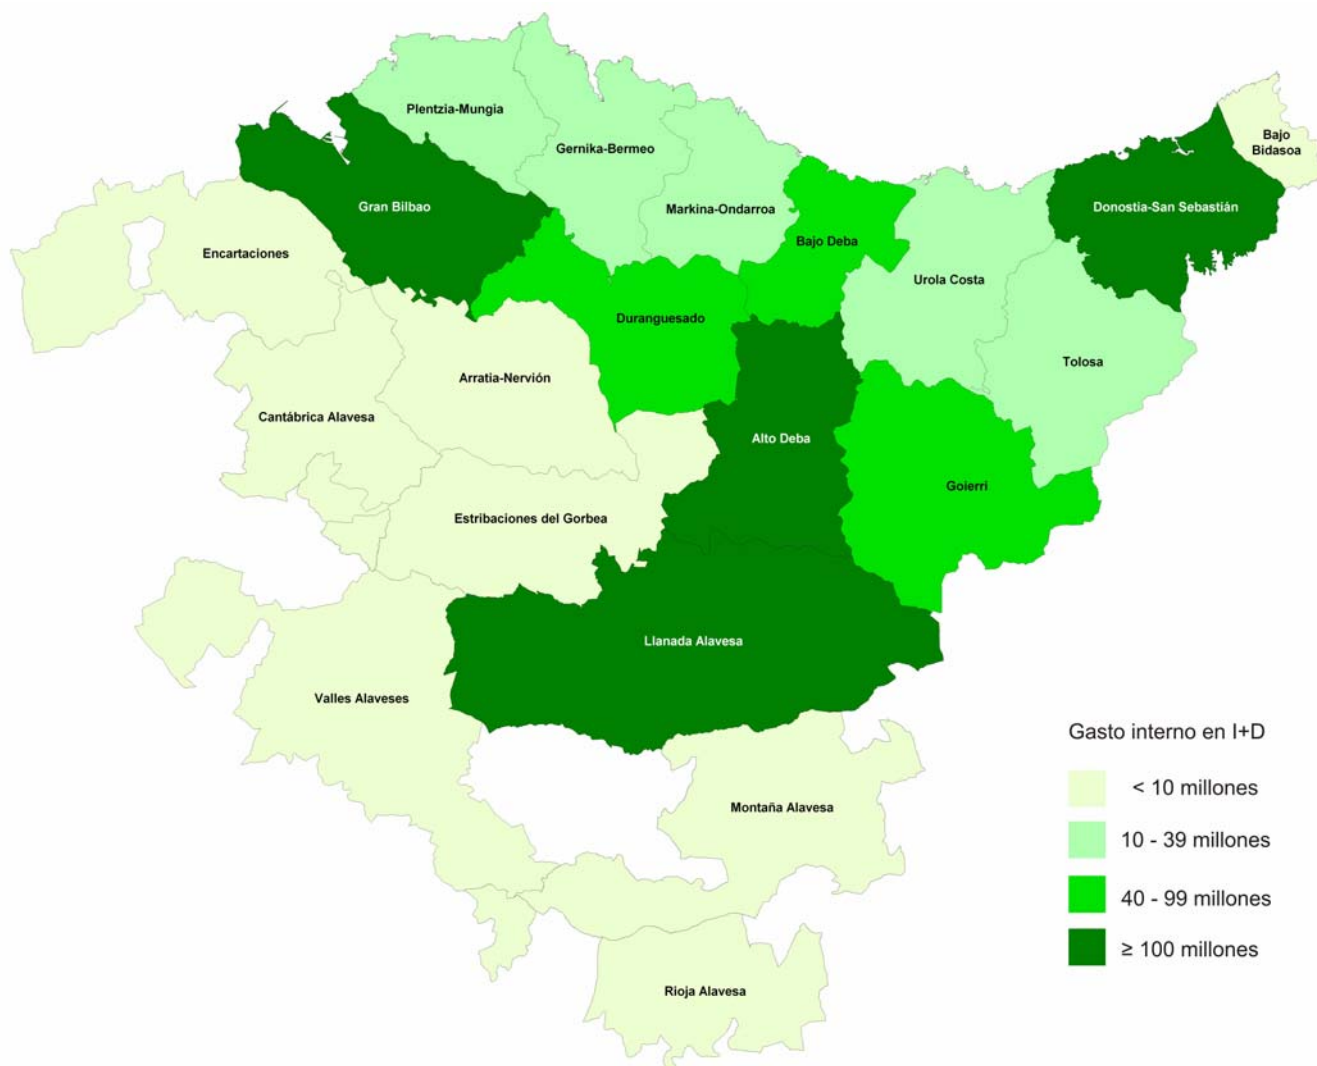 Plentzia-Mungia
Gernika-Bermeo
Bajo
Bidasoa
Gran Bilbao
Markina-Ondarroa
Donostia-San Sebastián
Bajo Deba
Encartaciones
Urola Costa
Duranguesado
Tolosa
Arratia-Nervión
Cantábrica Alavesa
Alto Deba
Goierri
Estribaciones del Gorbea
Llanada Alavesa
Valles Alaveses
Montaña Alavesa
Rioja Alavesa
Gasto interno en I+D
< 10 millones
10 - 39 millones
40 - 99 millones
≥ 100 millones